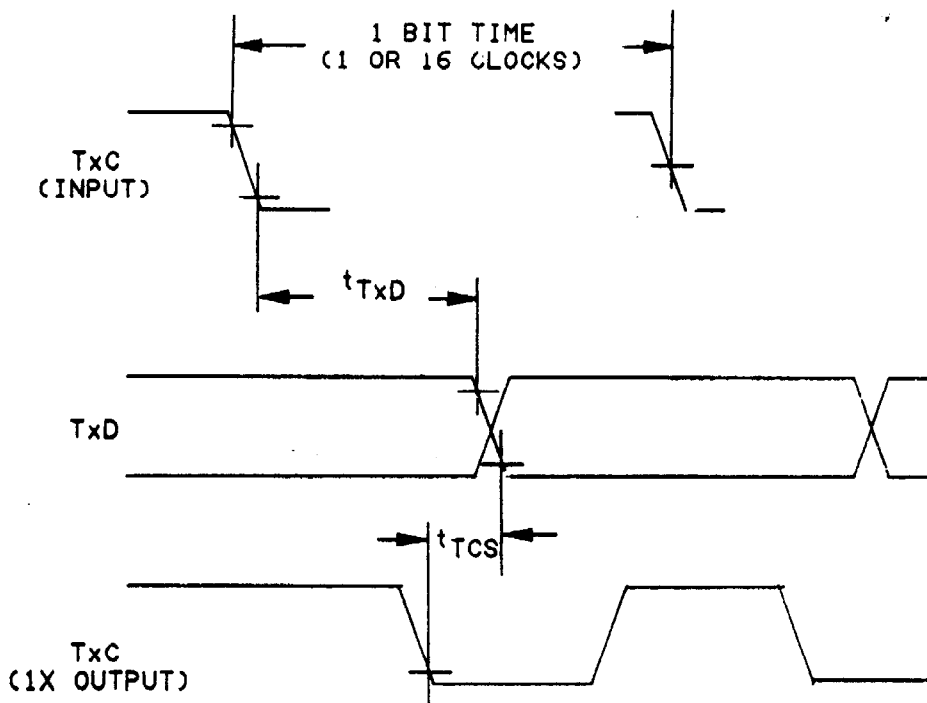 1 BIT TIME
(1 OR 16 CLOCKS)
TxC
(INPUT)
tTxD
TxD
tTCS
TxC
(1X OUTPUT)